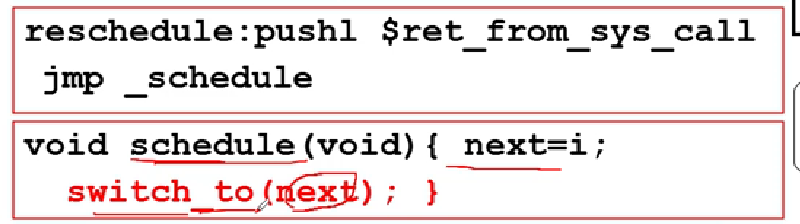 reschedule:pushl $ret_from_sys_call
jmp _schedule
void schedule(void){ next=i;
switch_to(next); }